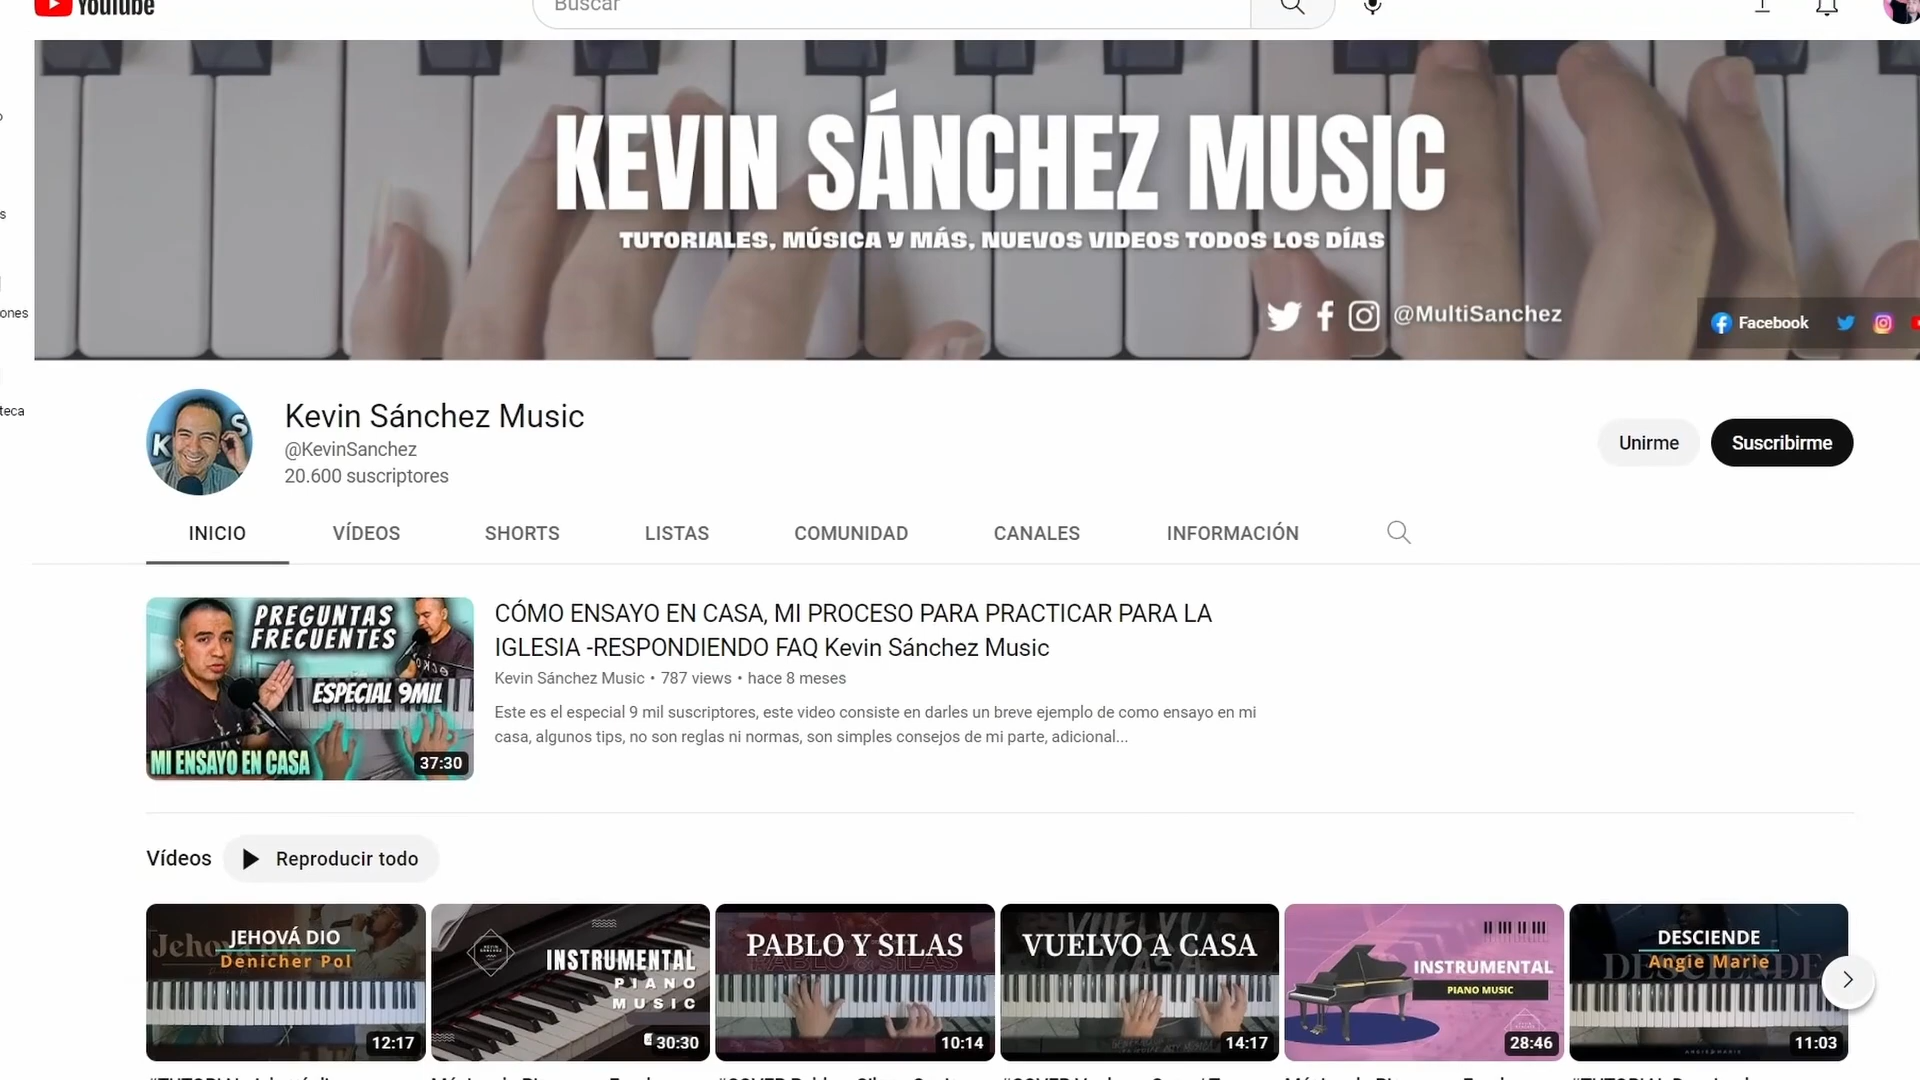 YouTube
Buscar
KEVIN SÁNCHEZ MUSIC
TUTORIALES, MÚSICA Y MÁS, NUEVOS VIDEOS TODOS LOS DÍAS
@MultiSanchez
Facebook
ones
teca
Kevin Sánchez Music
@KevinSanchez
20.600 suscriptores
Unirme
Suscribirme
INICIO
VÍDEOS
SHORTS
LISTAS
COMUNIDAD
CANALES
INFORMACIÓN
PREGUNTAS
FRECUENTES
ESPECIAL 9MIL
MI ENSAYO EN CASA
37:30
CÓMO ENSAYO EN CASA, MI PROCESO PARA PRACTICAR PARA LA
IGLESIA -RESPONDIENDO FAQ Kevin Sánchez Music
Kevin Sánchez Music • 787 views • hace 8 meses
Este es el especial 9 mil suscriptores, este video consiste en darles un breve ejemplo de como ensayo en mi
casa, algunos tips, no son reglas ni normas, son simples consejos de mi parte, adicional...
Vídeos
Reproducir todo
JEHOVÁ DIO
Denicher Pol
12:17
INSTRUMENTAL
PIANO
MUSIC
30:30
PABLO Y SILAS
10:14
VUELVO A CASA
14:17
INSTRUMENTAL
PIANO MUSIC
28:46
DESCIENDE
Angie Marie
11:03